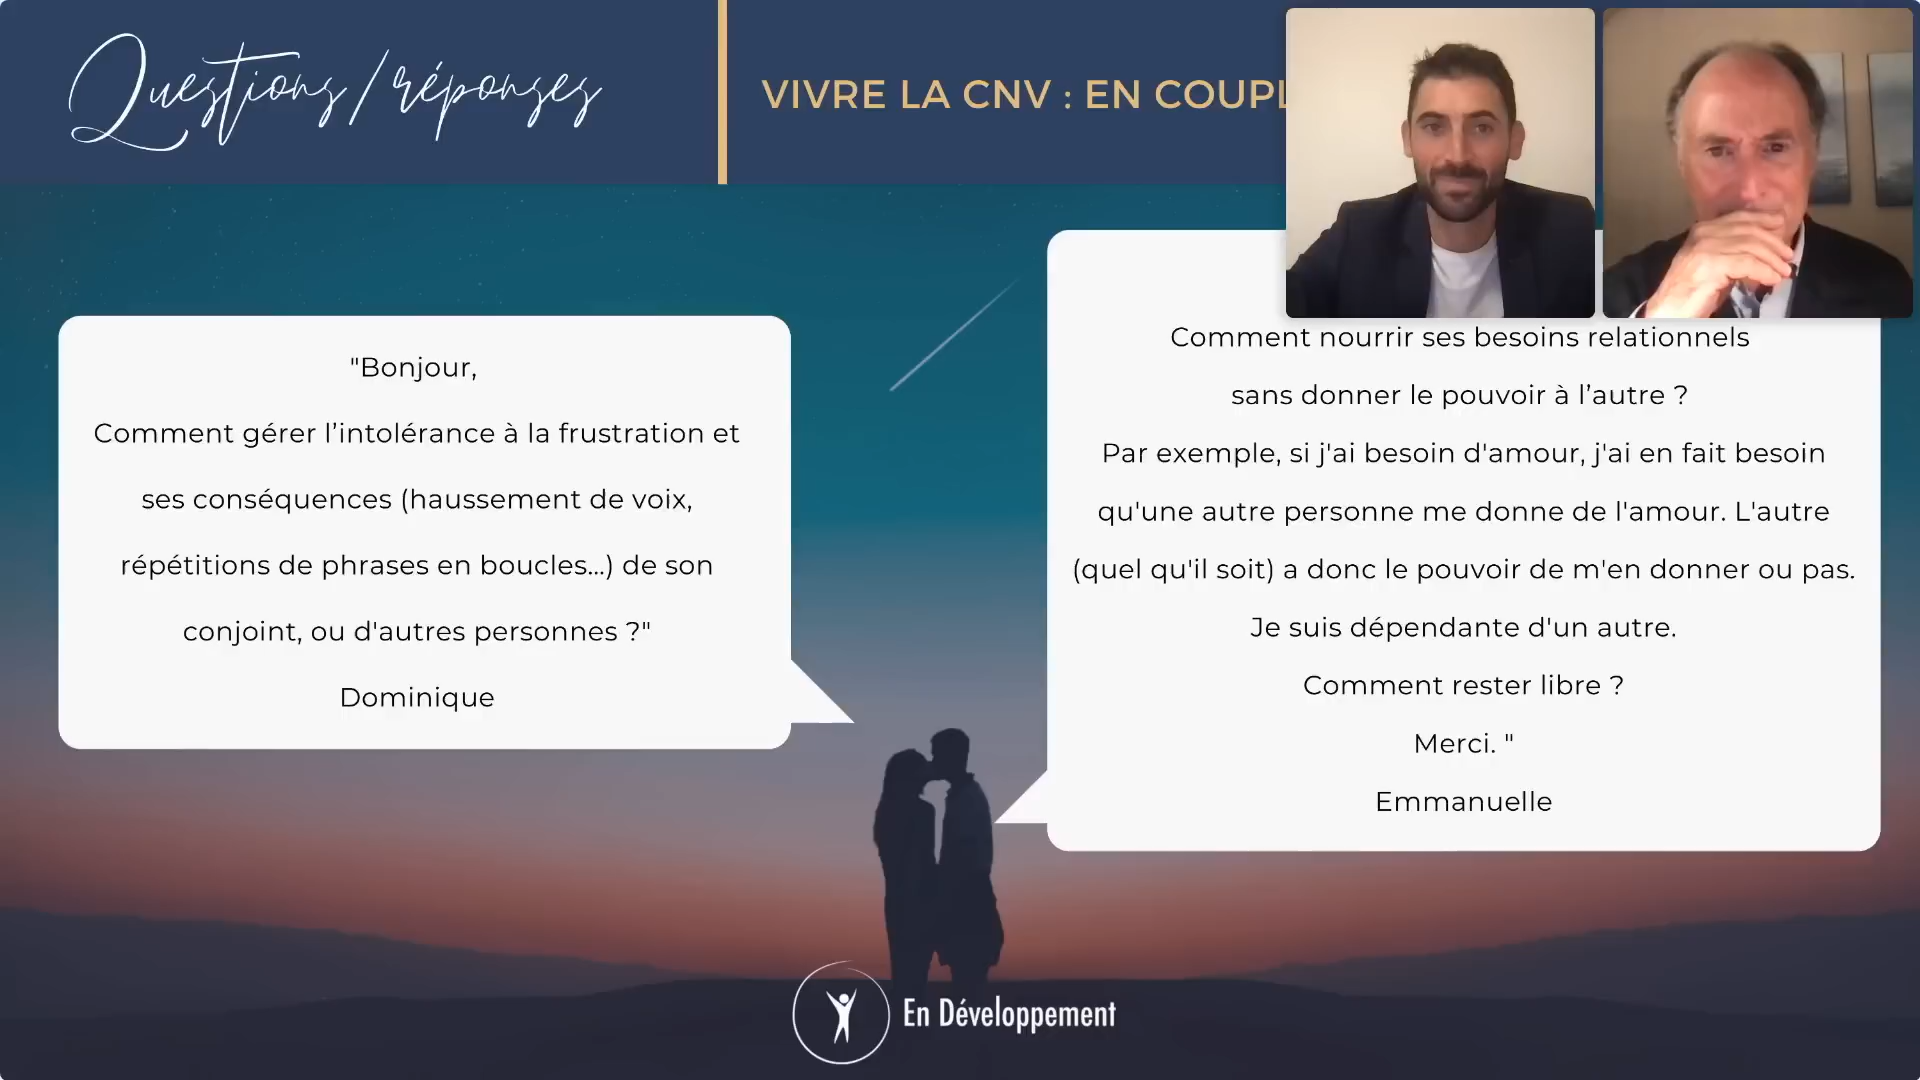 Questions/réponses
VIVRE LA CNV : EN
"Bonjour,
Comment gérer l’intolérance à la frustration et
ses conséquences (haussement de voix,
répétitions de phrases en boucles...) de son
conjoint, ou d'autres personnes ?"
Dominique
Comment nourrir ses besoins relationnels
sans donner le pouvoir à l’autre ?
Par exemple, si j'ai besoin d'amour, j'ai en fait besoin
qu'une autre personne me donne de l'amour. L'autre
(quel qu'il soit) a donc le pouvoir de m'en donner ou pas.
Je suis dépendante d'un autre.
Comment rester libre ?
Merci. "
Emmanuelle
En Développement